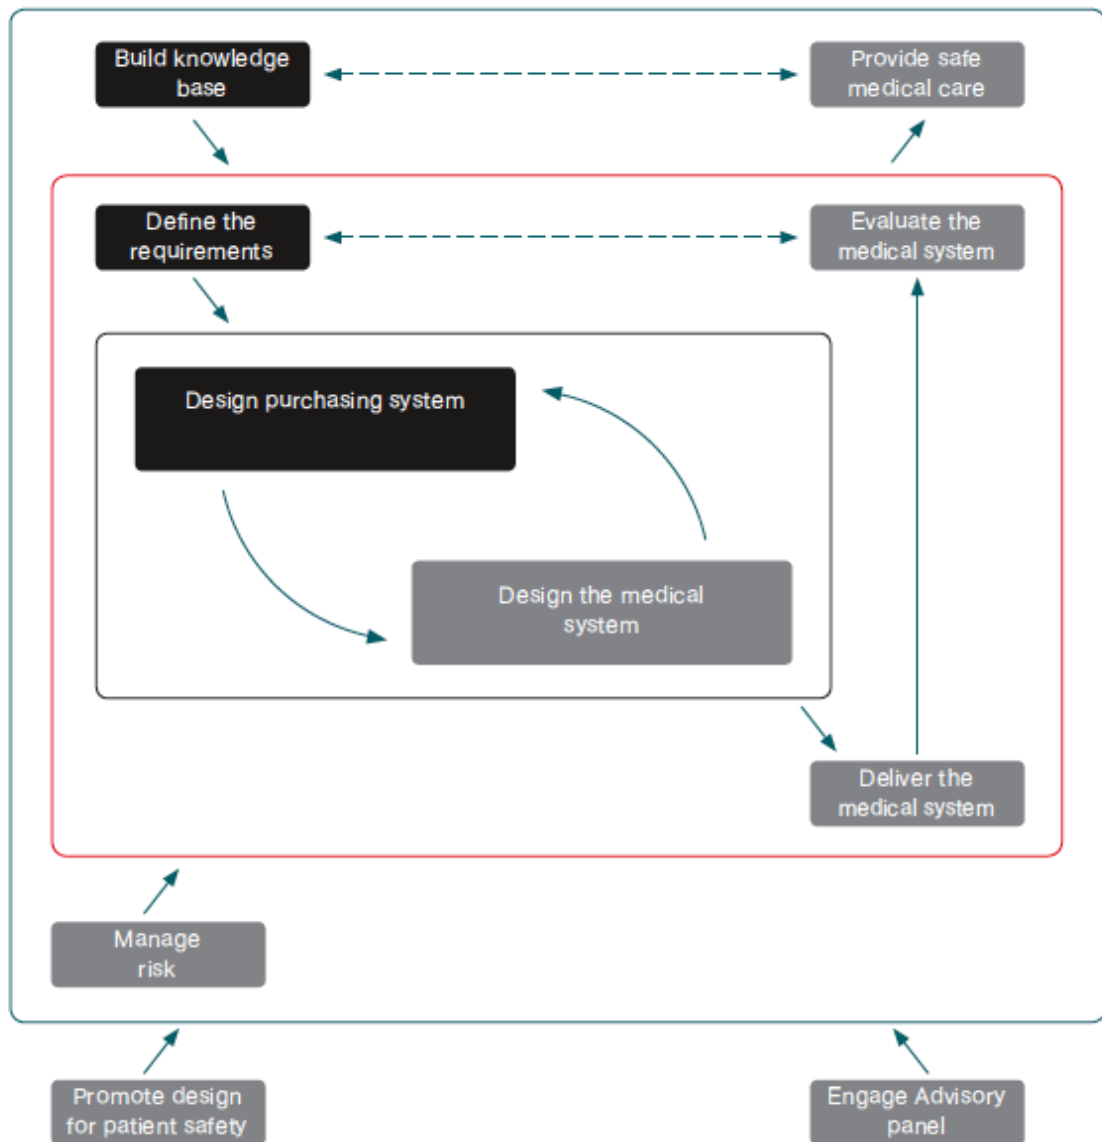 Build knowledge
base
Provide safe
medical care
Define the
requirements
Evaluate the
medical system
Design purchasing system
Design the medical
system
Deliver the
medical system
Manage
risk
Promote design
for patient safety
Engage Advisory
panel